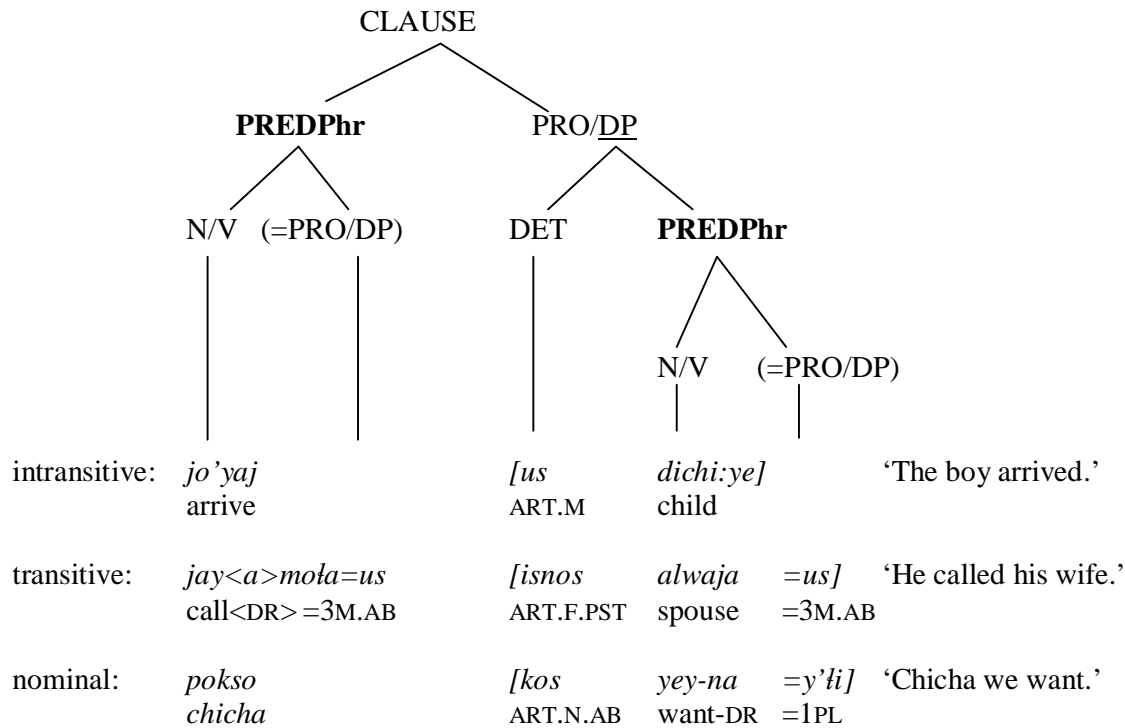 CLAUSE
PREDPhr PRO/DP
N/V (=PRO/DP) DET PREDPhr
N/V (=PRO/DP)
intransitive: jo’yaj [us dichi:ye] ‘The boy arrived.’
arrive ART.M child
transitive: jay<a>moła=us [isnos alwaja =us] ‘He called his wife.’
call<DR> =3M.AB ART.F.PST spouse =3M.AB
nominal: pokso [kos yey-na =y’łi] ‘Chicha we want.’
chicha ART.N.AB want-DR =1PL